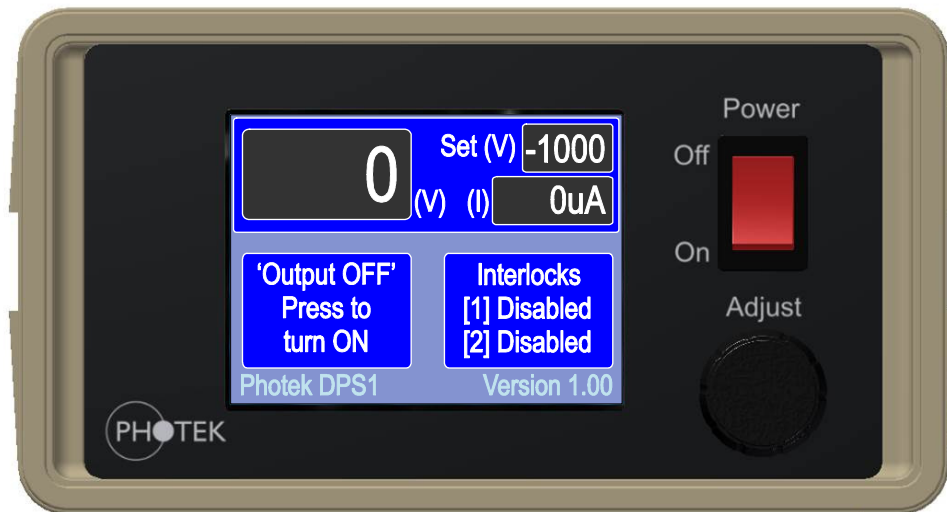 0
(V)
Set (V) -1000
(I) 0uA
‘Output OFF’
Press to
turn ON
Interlocks
[1] Disabled
[2] Disabled
Photek DPS1
Version 1.00
PHOTEK
Power
Off
On
Adjust